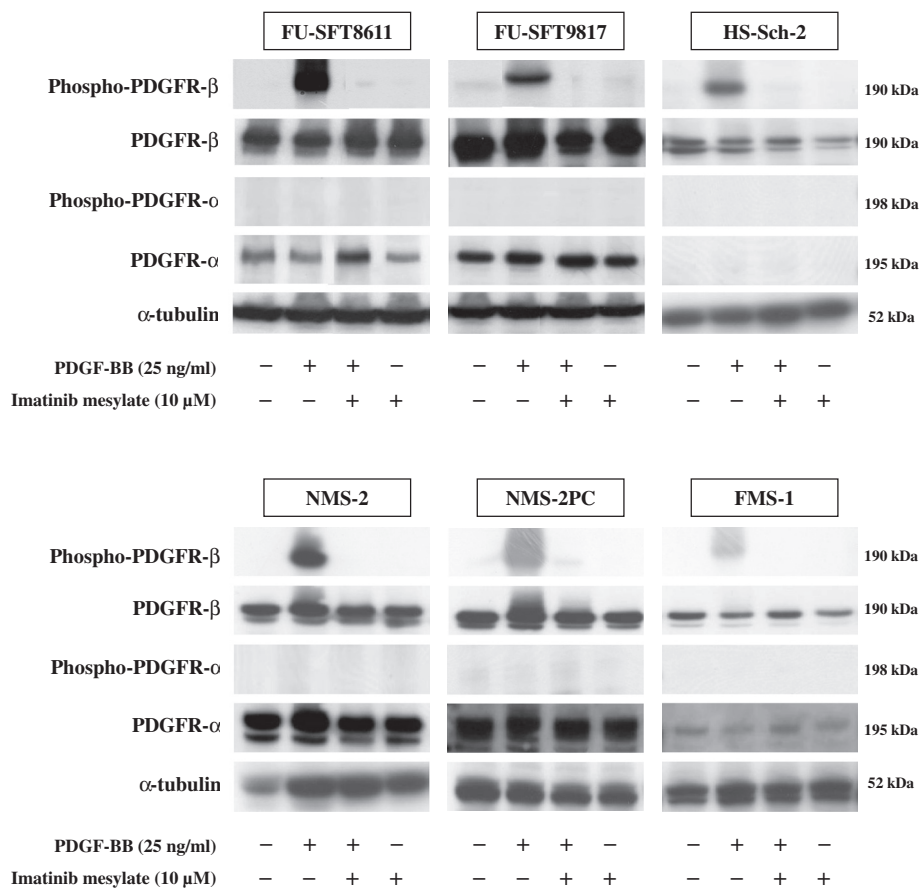 FU-SFT8611 FU-SFT9817 HS-Sch-2
Phospho-PDGFR-β 190 kDa
PDGFR-β 190 kDa
Phospho-PDGFR-α 198 kDa
PDGFR-α 195 kDa
α-tubulin 52 kDa
PDGF-BB (25 ng/ml) − + + − − + + − − + + −
Imatinib mesylate (10 µM) − − + + − − + + − − + +
NMS-2 NMS-2PC FMS-1
Phospho-PDGFR-β 190 kDa
PDGFR-β 190 kDa
Phospho-PDGFR-α 198 kDa
PDGFR-α 195 kDa
α-tubulin 52 kDa
PDGF-BB (25 ng/ml) − + + − − + + − − + + −
Imatinib mesylate (10 µM) − − + + − − + + − − + +